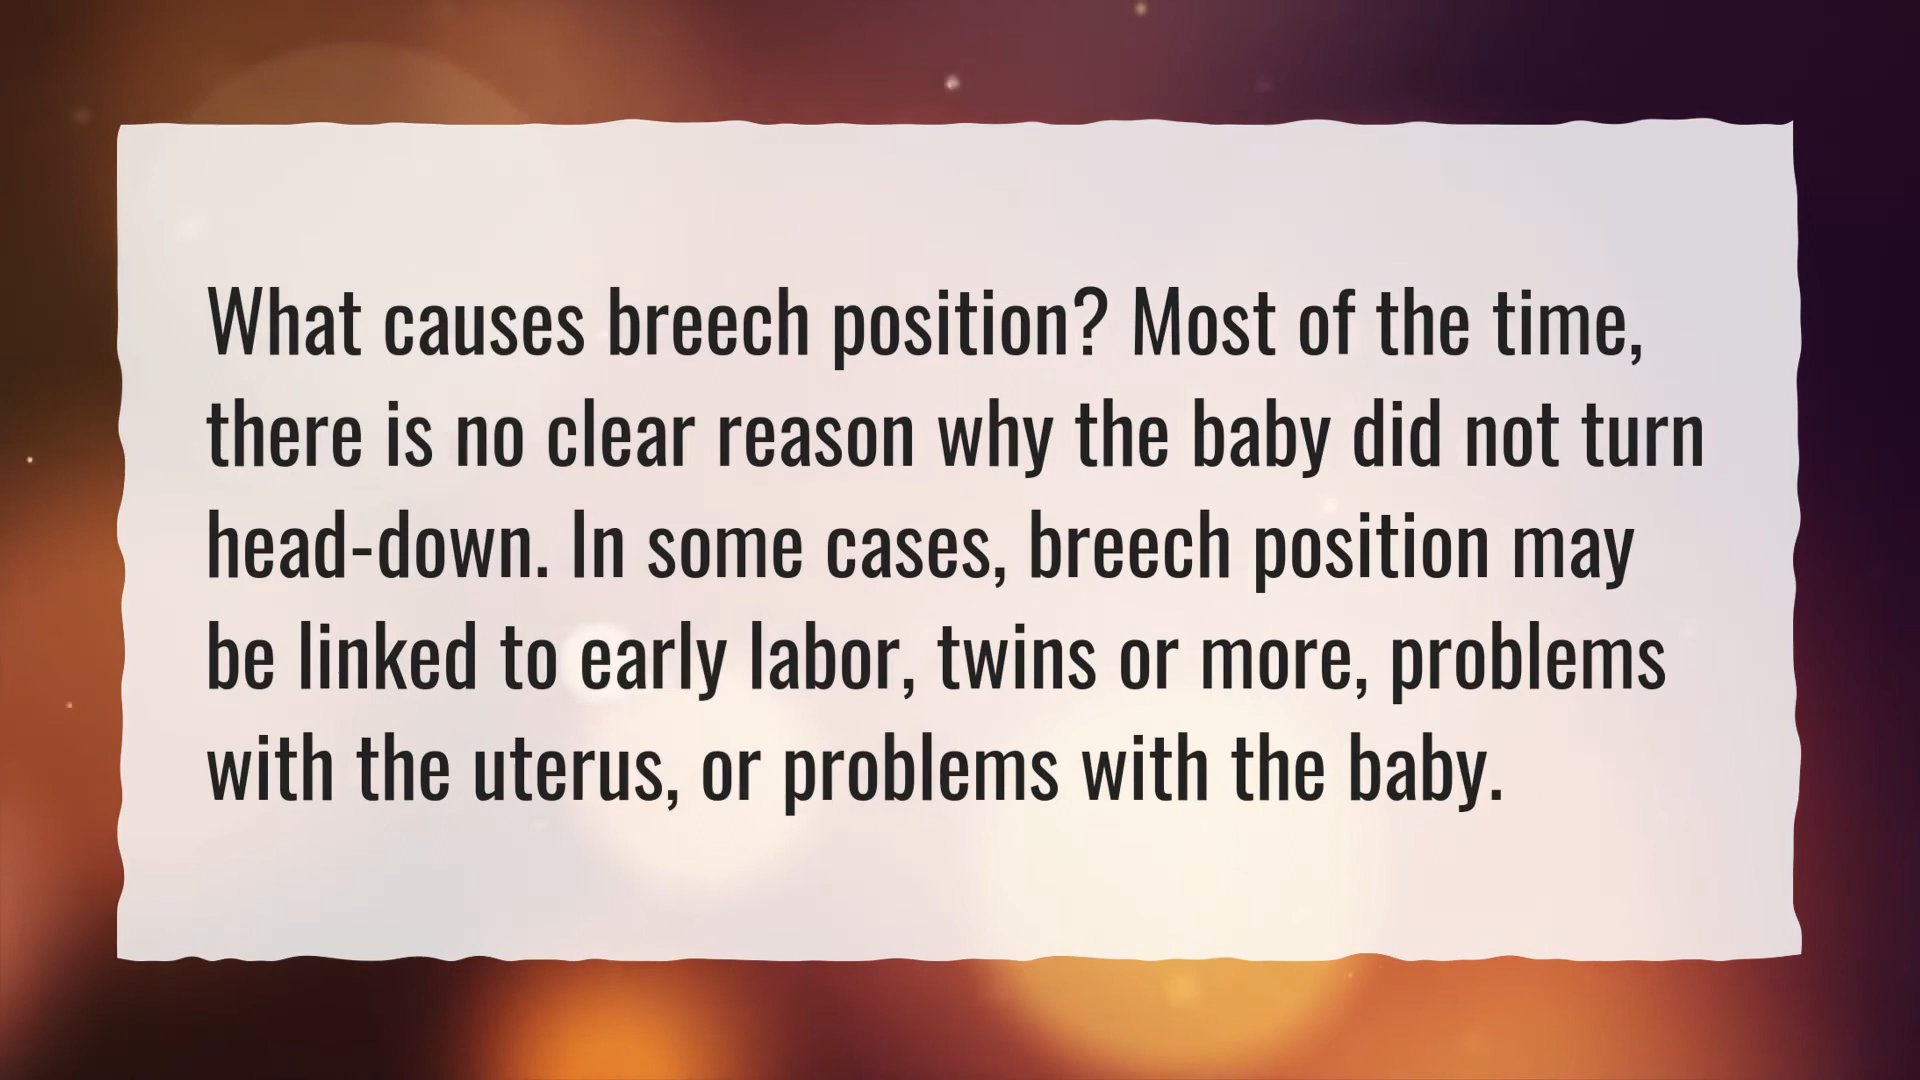 What causes breech position? Most of the time,
there is no clear reason why the baby did not turn
head-down. In some cases, breech position may
be linked to early labor, twins or more, problems
with the uterus, or problems with the baby.